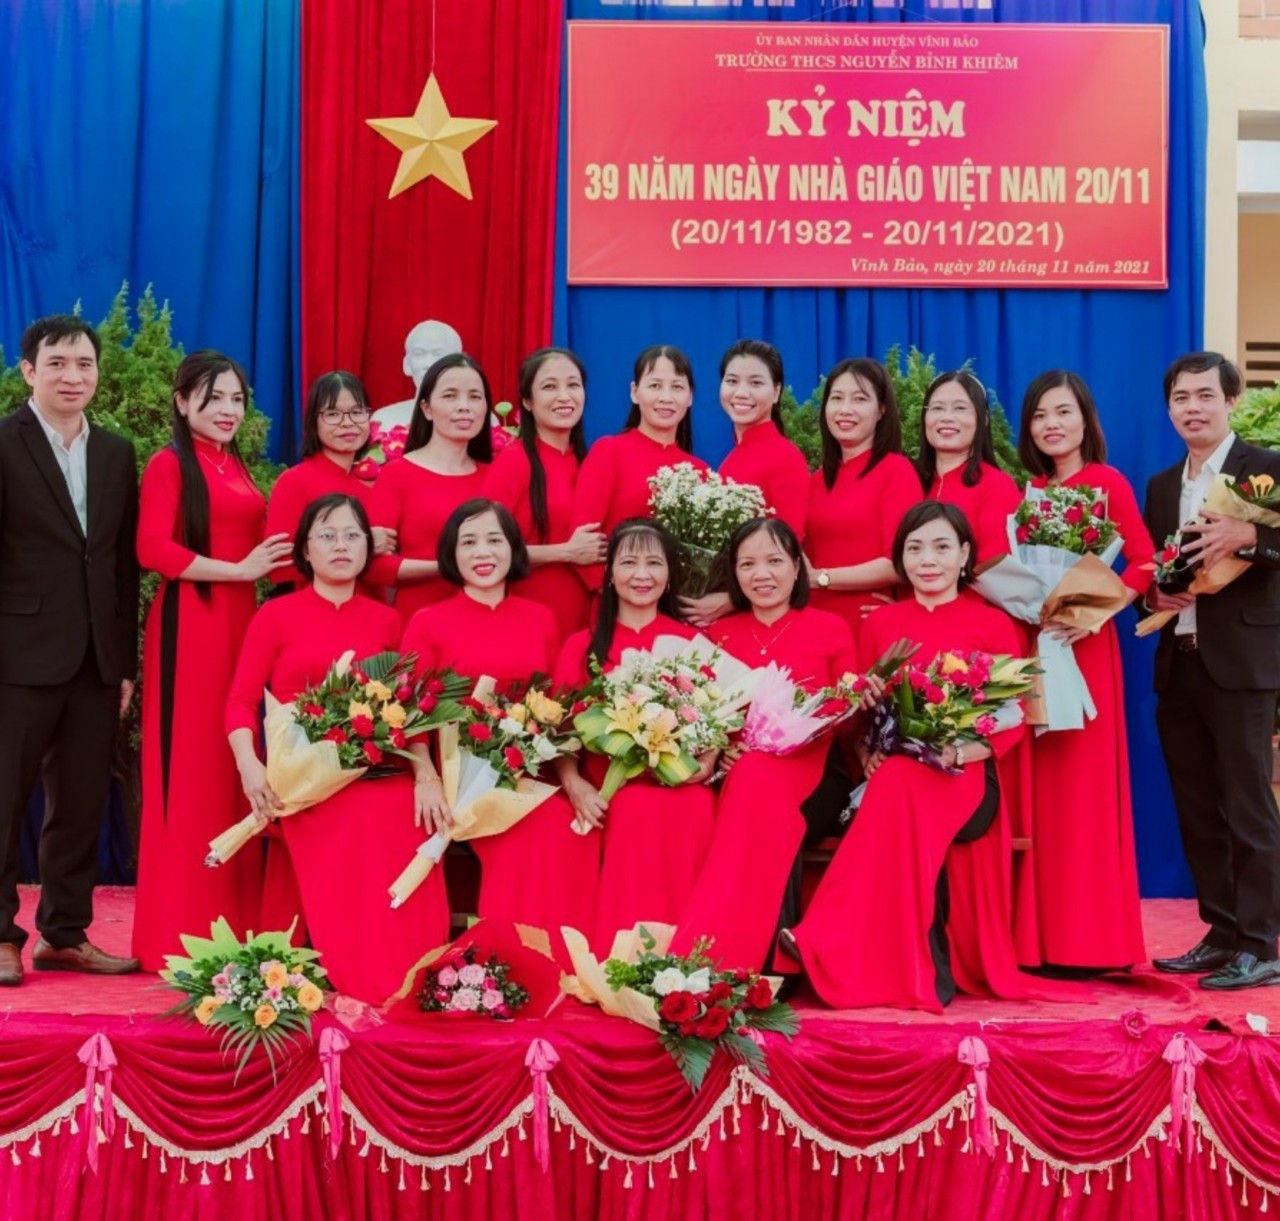 ỦY BAN NHÂN DÂN HUYỆN VĨNH BẢO
TRƯỜNG THCS NGUYỄN BỈNH KHIÊM
KỶ NIỆM
39 NĂM NGÀY NHÀ GIÁO VIỆT NAM 20/11
(20/11/1982 - 20/11/2021)
Vĩnh Bảo, ngày 20 tháng 11 năm 2021